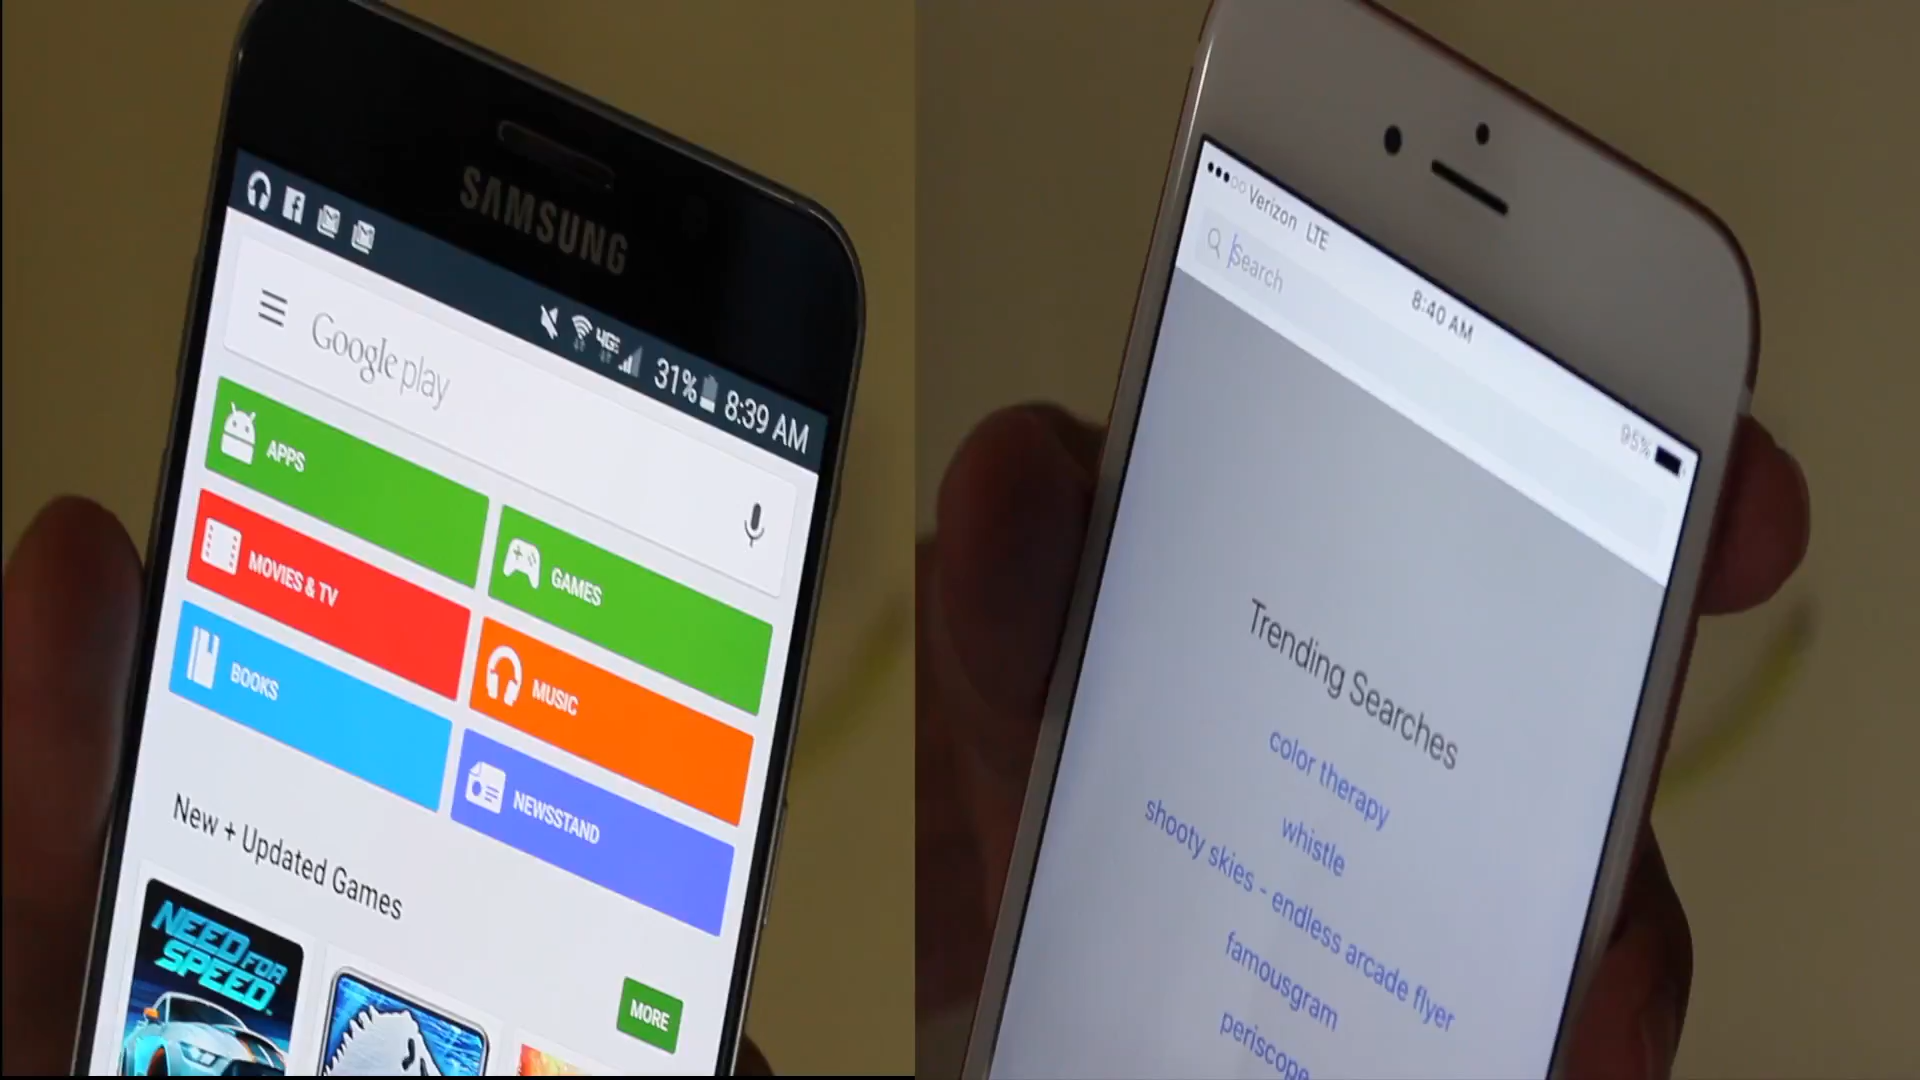 SAMSUNG
4G
31%
8:39 AM
Google play
APPS
GAMES
MOVIES & TV
MUSIC
BOOKS
NEWSSTAND
New + Updated Games
MORE
NEED FOR
SPEED
Verizon LTE
8:40 AM
95%
Search
Trending Searches
color therapy
whistle
shooty skies - endless arcade flyer
famousgram
periscope